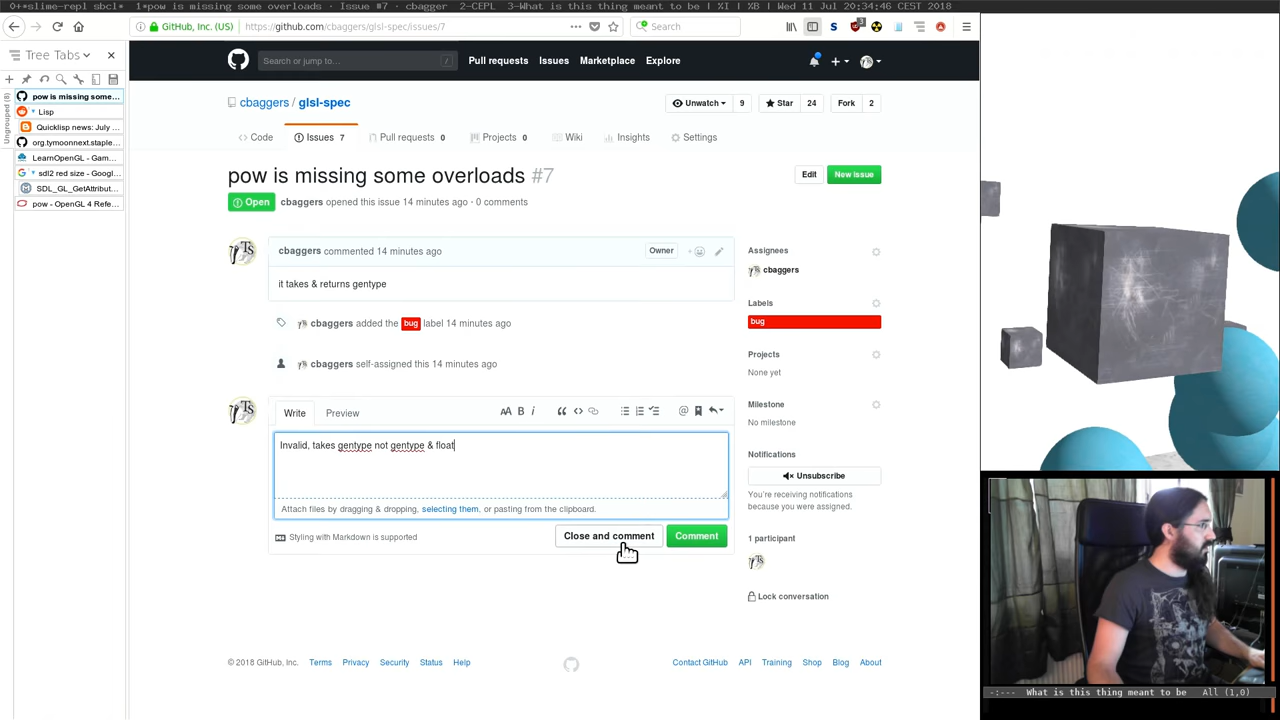 0+*slime-repl sbcl* 1*pow is missing some overloads · Issue #7 · cbagger 2-CEPL 3-What is this thing meant to be | %I | %B | Wed 11 Jul 20:34:46 CEST 2018
GitHub, Inc. (US) https://github.com/cbaggers/glsl-spec/issues/7 Search
Tree Tabs
Ungrouped (8)
pow is missing some...
Lisp
Quicklisp news: July ...
org.tymoonnext.staple...
LearnOpenGL - Gam...
sdl2 red size - Googl...
SDL_GL_GetAttribut...
pow - OpenGL 4 Refe...
Search or jump to... / Pull requests Issues Marketplace Explore
cbaggers / glsl-spec Unwatch 9 Star 24 Fork 2
Code Issues 7 Pull requests 0 Projects 0 Wiki Insights Settings
pow is missing some overloads #7 Edit New issue
Open cbaggers opened this issue 14 minutes ago · 0 comments
cbaggers commented 14 minutes ago Owner
it takes & returns gentype
cbaggers added the bug label 14 minutes ago
cbaggers self-assigned this 14 minutes ago
Write Preview
Invalid, takes gentype not gentype & float
Attach files by dragging & dropping, selecting them, or pasting from the clipboard.
Styling with Markdown is supported Close and comment Comment
Assignees
cbaggers
Labels
bug
Projects
None yet
Milestone
No milestone
Notifications
Unsubscribe
You're receiving notifications
because you were assigned.
1 participant
Lock conversation
© 2018 GitHub, Inc. Terms Privacy Security Status Help Contact GitHub API Training Shop Blog About
-:--- What is this thing meant to be All (1,0)